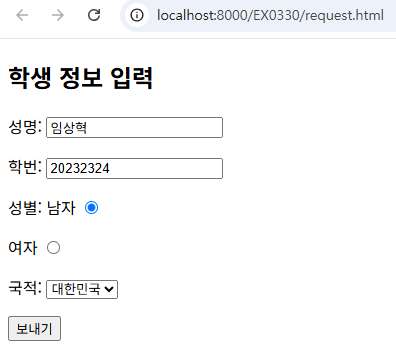 localhost:8000/EX0330/request.html
학생 정보 입력
성명: 임상혁
학번: 20232324
성별: 남자
여자
국적: 대한민국
보내기